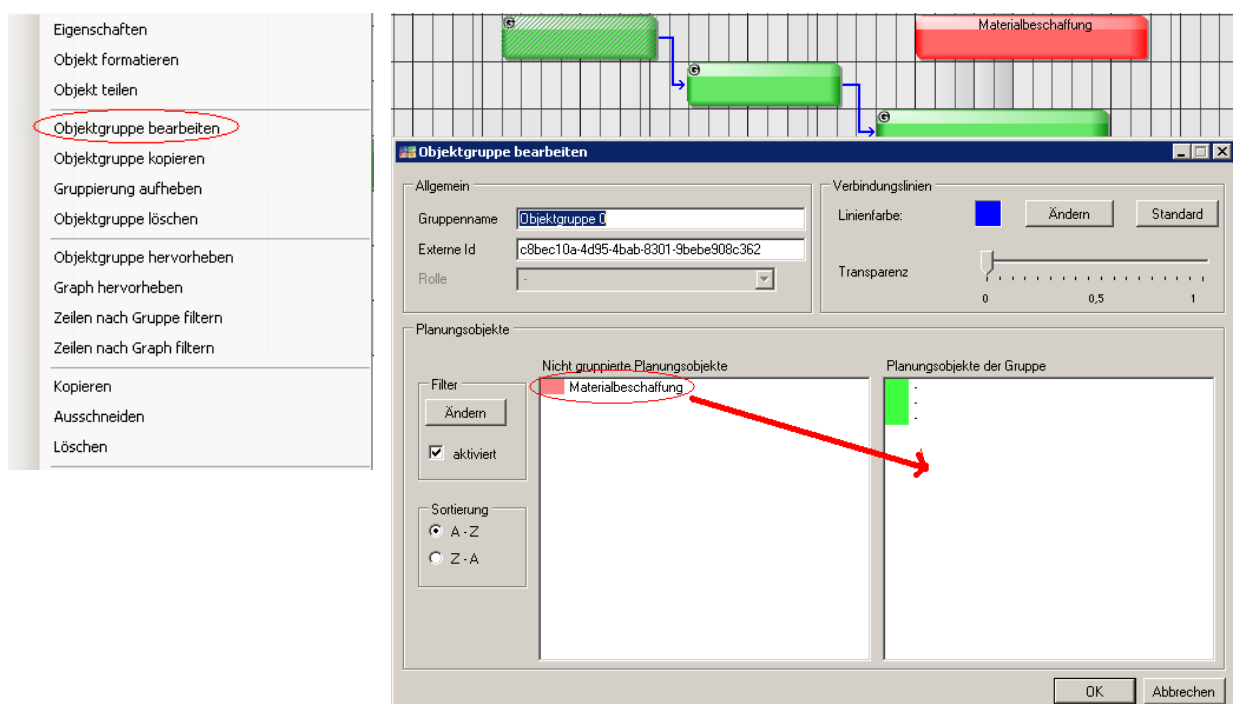 Eigenschaften
Objekt formatieren
Objekt teilen
Objektgruppe bearbeiten
Objektgruppe kopieren
Gruppierung aufheben
Objektgruppe löschen
Objektgruppe hervorheben
Graph hervorheben
Zeilen nach Gruppe filtern
Zeilen nach Graph filtern
Kopieren
Ausschneiden
Löschen
G
Materialbeschaffung
G
G
Objektgruppe bearbeiten
Allgemein
Gruppenname Objektgruppe 0
Externe Id c8bec10a-4d95-4bab-8301-9bebe908c362
Rolle -
Verbindungslinien
Linienfarbe: Ändern Standard
Transparenz
0 0,5 1
Planungsobjekte
Filter
Ändern
aktiviert
Sortierung
A - Z
Z - A
Nicht gruppierte Planungsobjekte
Materialbeschaffung
Planungsobjekte der Gruppe
-
-
-
OK Abbrechen